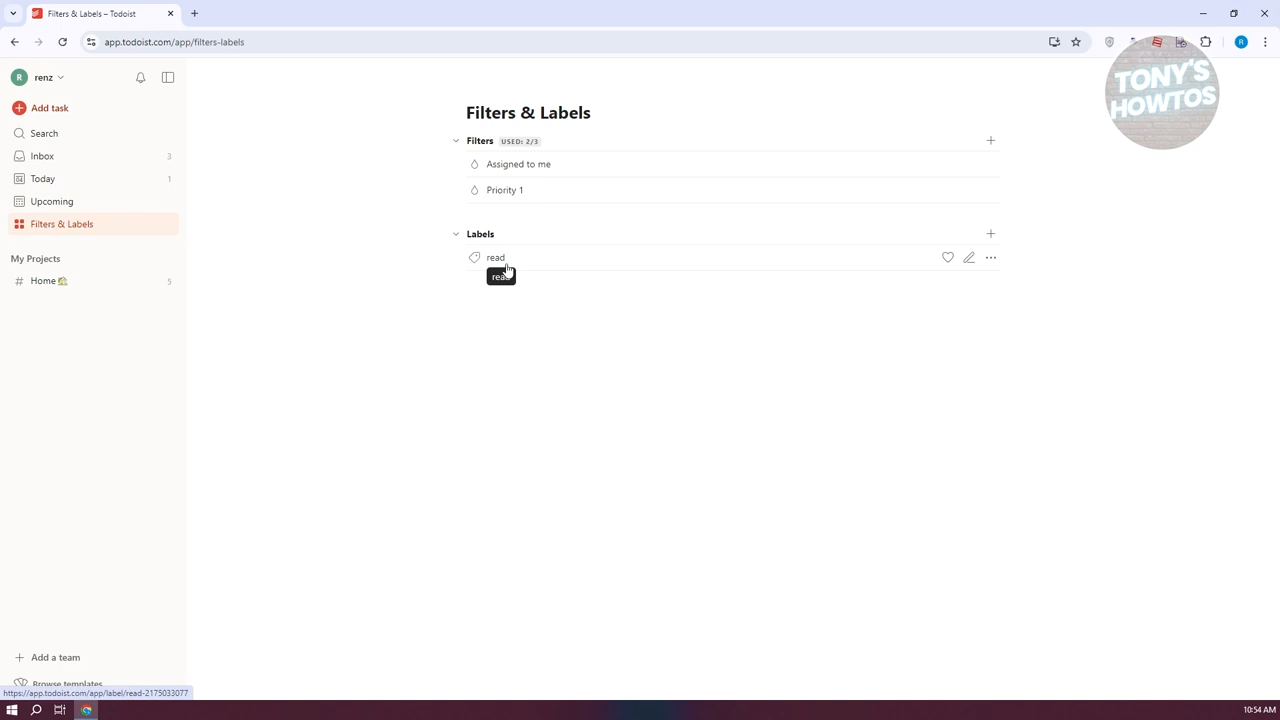 Filters & Labels – Todoist
app.todoist.com/app/filters-labels
R
TONY'S
HOWTOS
R renz
Add task
Search
Inbox 3
Today 1
Upcoming
Filters & Labels
My Projects
# Home 🏡 5
Filters & Labels
Filters USED: 2/3
Assigned to me
Priority 1
Labels
read
read
Add a team
Browse templates
https://app.todoist.com/app/label/read-2175033077
10:54 AM